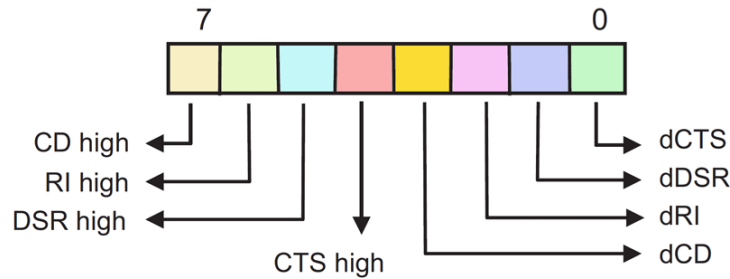 7 0
CD high
RI high
DSR high
CTS high
dCTS
dDSR
dRI
dCD